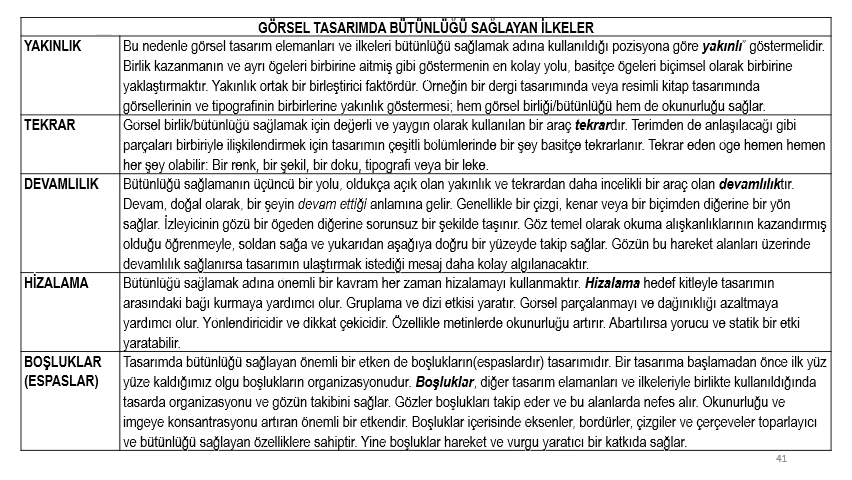 GÖRSEL TASARIMDA BÜTÜNLÜĞÜ SAĞLAYAN İLKELER
YAKINLIK
Bu nedenle görsel tasarım elemanları ve ilkeleri bütünlüğü sağlamak adına kullanıldığı pozisyona göre yakınlı" göstermelidir.
Birlik kazanmanın ve ayrı ögeleri birbirine aitmiş gibi göstermenin en kolay yolu, basitçe ögeleri biçimsel olarak birbirine
yaklaştırmaktır. Yakınlık ortak bir birleştirici faktördür. Örneğin bir dergi tasarımında veya resimli kitap tasarımında
görsellerinin ve tipografinin birbirlerine yakınlık göstermesi; hem görsel birliği/bütünlüğü hem de okunurluğu sağlar.
TEKRAR
Görsel birlik/bütünlüğü sağlamak için değerli ve yaygın olarak kullanılan bir araç tekrardır. Terimden de anlaşılacağı gibi
parçaları birbiriyle ilişkilendirmek için tasarımın çeşitli bölümlerinde bir şey basitçe tekrarlanır. Tekrar eden öge hemen hemen
her şey olabilir: Bir renk, bir şekil, bir doku, tipografi veya bir leke.
DEVAMLILIK
Bütünlüğü sağlamanın üçüncü bir yolu, oldukça açık olan yakınlık ve tekrardan daha incelikli bir araç olan devamlılıktır.
Devam, doğal olarak, bir şeyin devam ettiği anlamına gelir. Genellikle bir çizgi, kenar veya bir biçimden diğerine bir yön
sağlar. İzleyicinin gözü bir ögeden diğerine sorunsuz bir şekilde taşınır. Göz temel olarak okuma alışkanlıklarının kazandırmış
olduğu öğrenmeyle, soldan sağa ve yukarıdan aşağıya doğru bir yüzeyde takip sağlar. Gözün bu hareket alanları üzerinde
devamlılık sağlanırsa tasarımın ulaştırmak istediği mesaj daha kolay algılanacaktır.
HİZALAMA
Bütünlüğü sağlamak adına önemli bir kavram her zaman hizalamayı kullanmaktır. Hizalama hedef kitleyle tasarımın
arasındaki bağı kurmaya yardımcı olur. Gruplama ve dizi etkisi yaratır. Görsel parçalanmayı ve dağınıklığı azaltmaya
yardımcı olur. Yönlendiricidir ve dikkat çekicidir. Özellikle metinlerde okunurluğu artırır. Abartılırsa yorucu ve statik bir etki
yaratabilir.
BOŞLUKLAR
(ESPASLAR)
Tasarımda bütünlüğü sağlayan önemli bir etken de boşlukların(espaslardır) tasarımıdır. Bir tasarıma başlamadan önce ilk yüz
yüze kaldığımız olgu boşlukların organizasyonudur. Boşluklar, diğer tasarım elamanları ve ilkeleriyle birlikte kullanıldığında
tasarda organizasyonu ve gözün takibini sağlar. Gözler boşlukları takip eder ve bu alanlarda nefes alır. Okunurluğu ve
imgeye konsantrasyonu artıran önemli bir etkendir. Boşluklar içerisinde eksenler, bordürler, çizgiler ve çerçeveler toparlayıcı
ve bütünlüğü sağlayan özelliklere sahiptir. Yine boşluklar hareket ve vurgu yaratıcı bir katkıda sağlar.
41